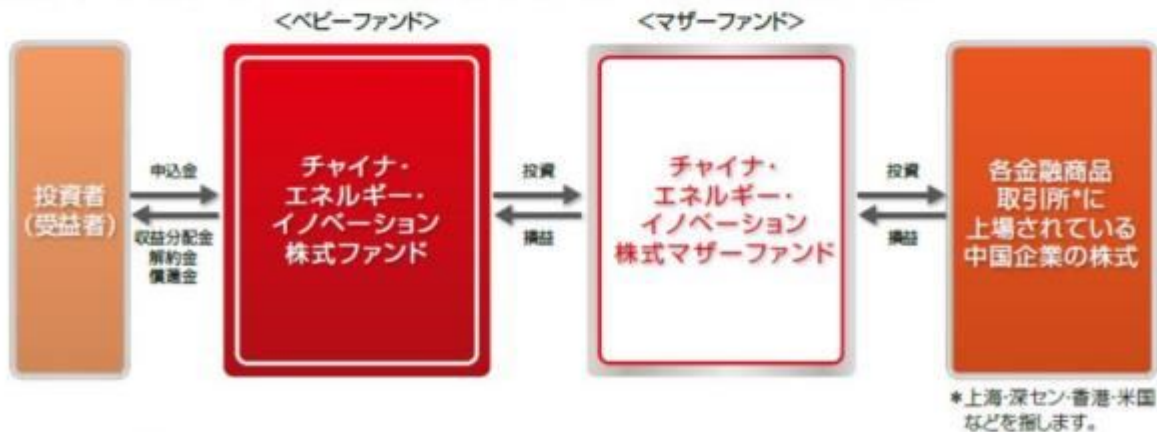 <ベビーファンド>
<マザーファンド>
投資者
(受益者)
申込金
収益分配金
解約金
償還金
チャイナ・
エネルギー・
イノベーション
株式ファンド
投資
損益
チャイナ・
エネルギー・
イノベーション
株式マザーファンド
投資
損益
各金融商品
取引所*に
上場されている
中国企業の株式
*上海・深セン・香港・米国
などを指します。